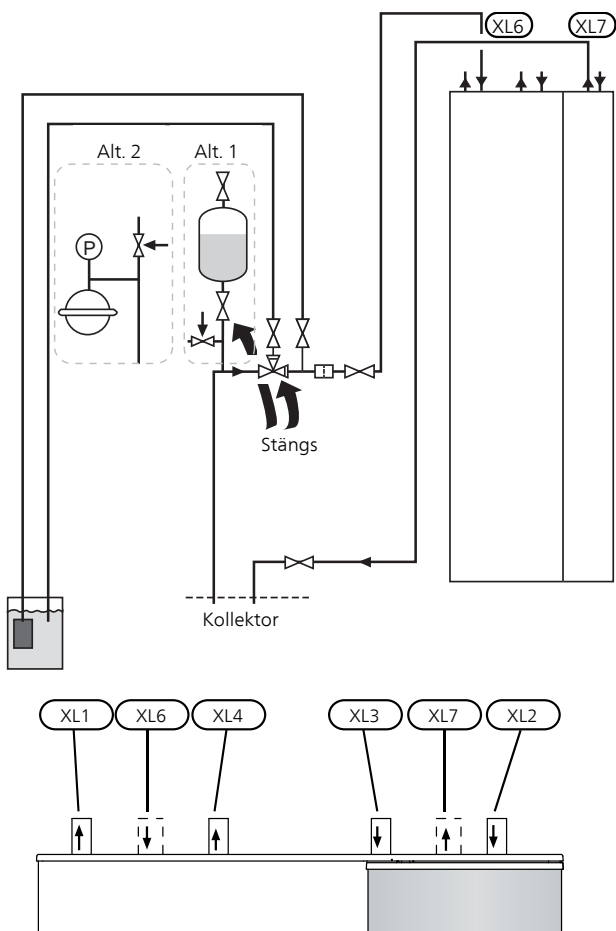 XL6 XL7
Alt. 2 Alt. 1
P
Stängs
Kollektor
XL1 XL6 XL4 XL3 XL7 XL2